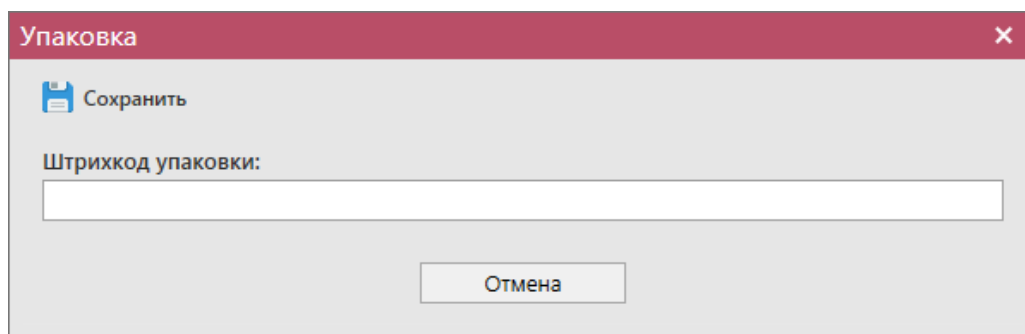 Упаковка
Сохранить
Штрихкод упаковки:
Отмена